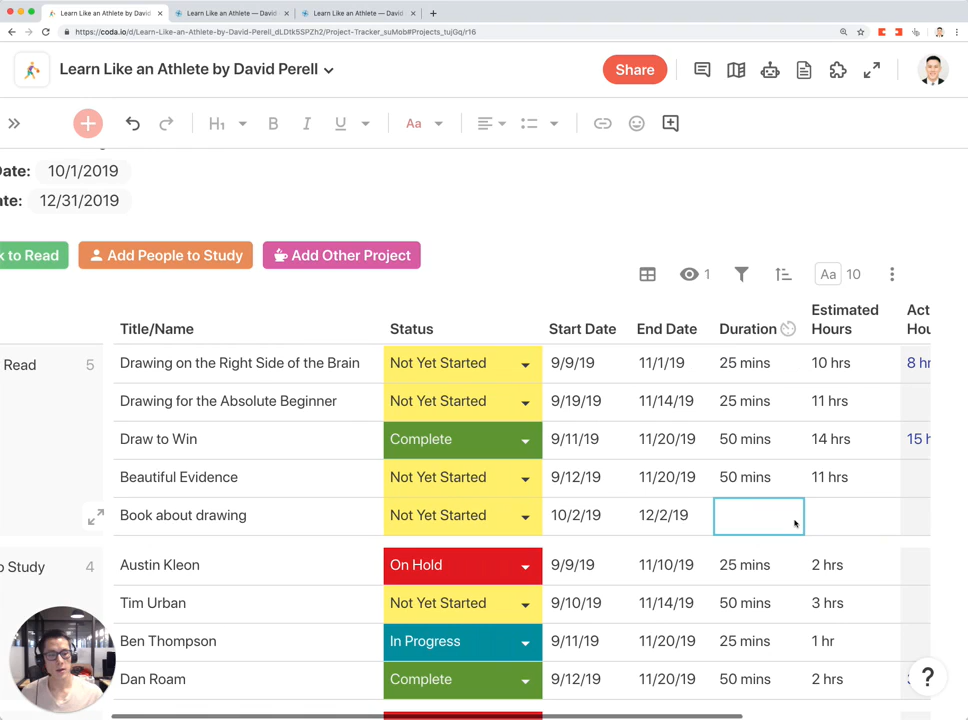 Learn Like an Athlete by David
Learn Like an Athlete — David
Learn Like an Athlete — David
https://coda.io/d/Learn-Like-an-Athlete-by-David-Perell_dLDtk5SPZh2/Project-Tracker_suMob#Projects_tujGq/r16
Learn Like an Athlete by David Perell
Share
H1 B I U Aa
Date: 10/1/2019
ate: 12/31/2019
k to Read Add People to Study Add Other Project
1 Aa 10
Title/Name Status Start Date End Date Duration Estimated Hours Act Hou
Read 5 Drawing on the Right Side of the Brain Not Yet Started 9/9/19 11/1/19 25 mins 10 hrs 8 hr
Drawing for the Absolute Beginner Not Yet Started 9/19/19 11/14/19 25 mins 11 hrs
Draw to Win Complete 9/11/19 11/20/19 50 mins 14 hrs 15 h
Beautiful Evidence Not Yet Started 9/12/19 11/20/19 50 mins 11 hrs
Book about drawing Not Yet Started 10/2/19 12/2/19
o Study 4 Austin Kleon On Hold 9/9/19 11/10/19 25 mins 2 hrs
Tim Urban Not Yet Started 9/10/19 11/14/19 50 mins 3 hrs
Ben Thompson In Progress 9/11/19 11/20/19 25 mins 1 hr
Dan Roam Complete 9/12/19 11/20/19 50 mins 2 hrs
?